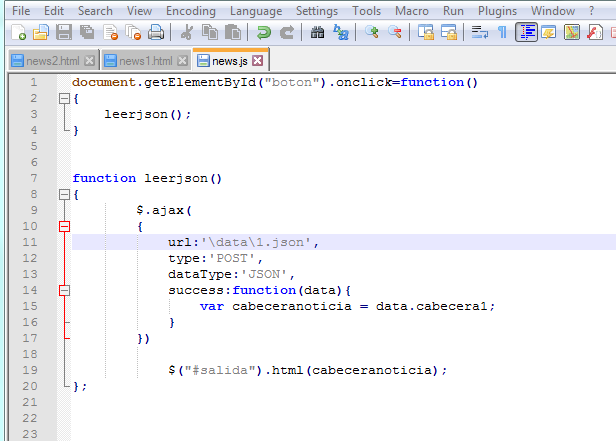 File Edit Search View Encoding Language Settings Tools Macro Run Plugins Window ?
news2.html news1.html news.js
1 document.getElementById("boton").onclick=function()
2 {
3 leerjson();
4 }
5
6
7 function leerjson()
8 {
9 $.ajax(
10 {
11 url:'\data\1.json',
12 type:'POST',
13 dataType:'JSON',
14 success:function(data){
15 var cabeceranoticia = data.cabecera1;
16 }
17 })
18
19 $("#salida").html(cabeceranoticia);
20 };
21
22
23